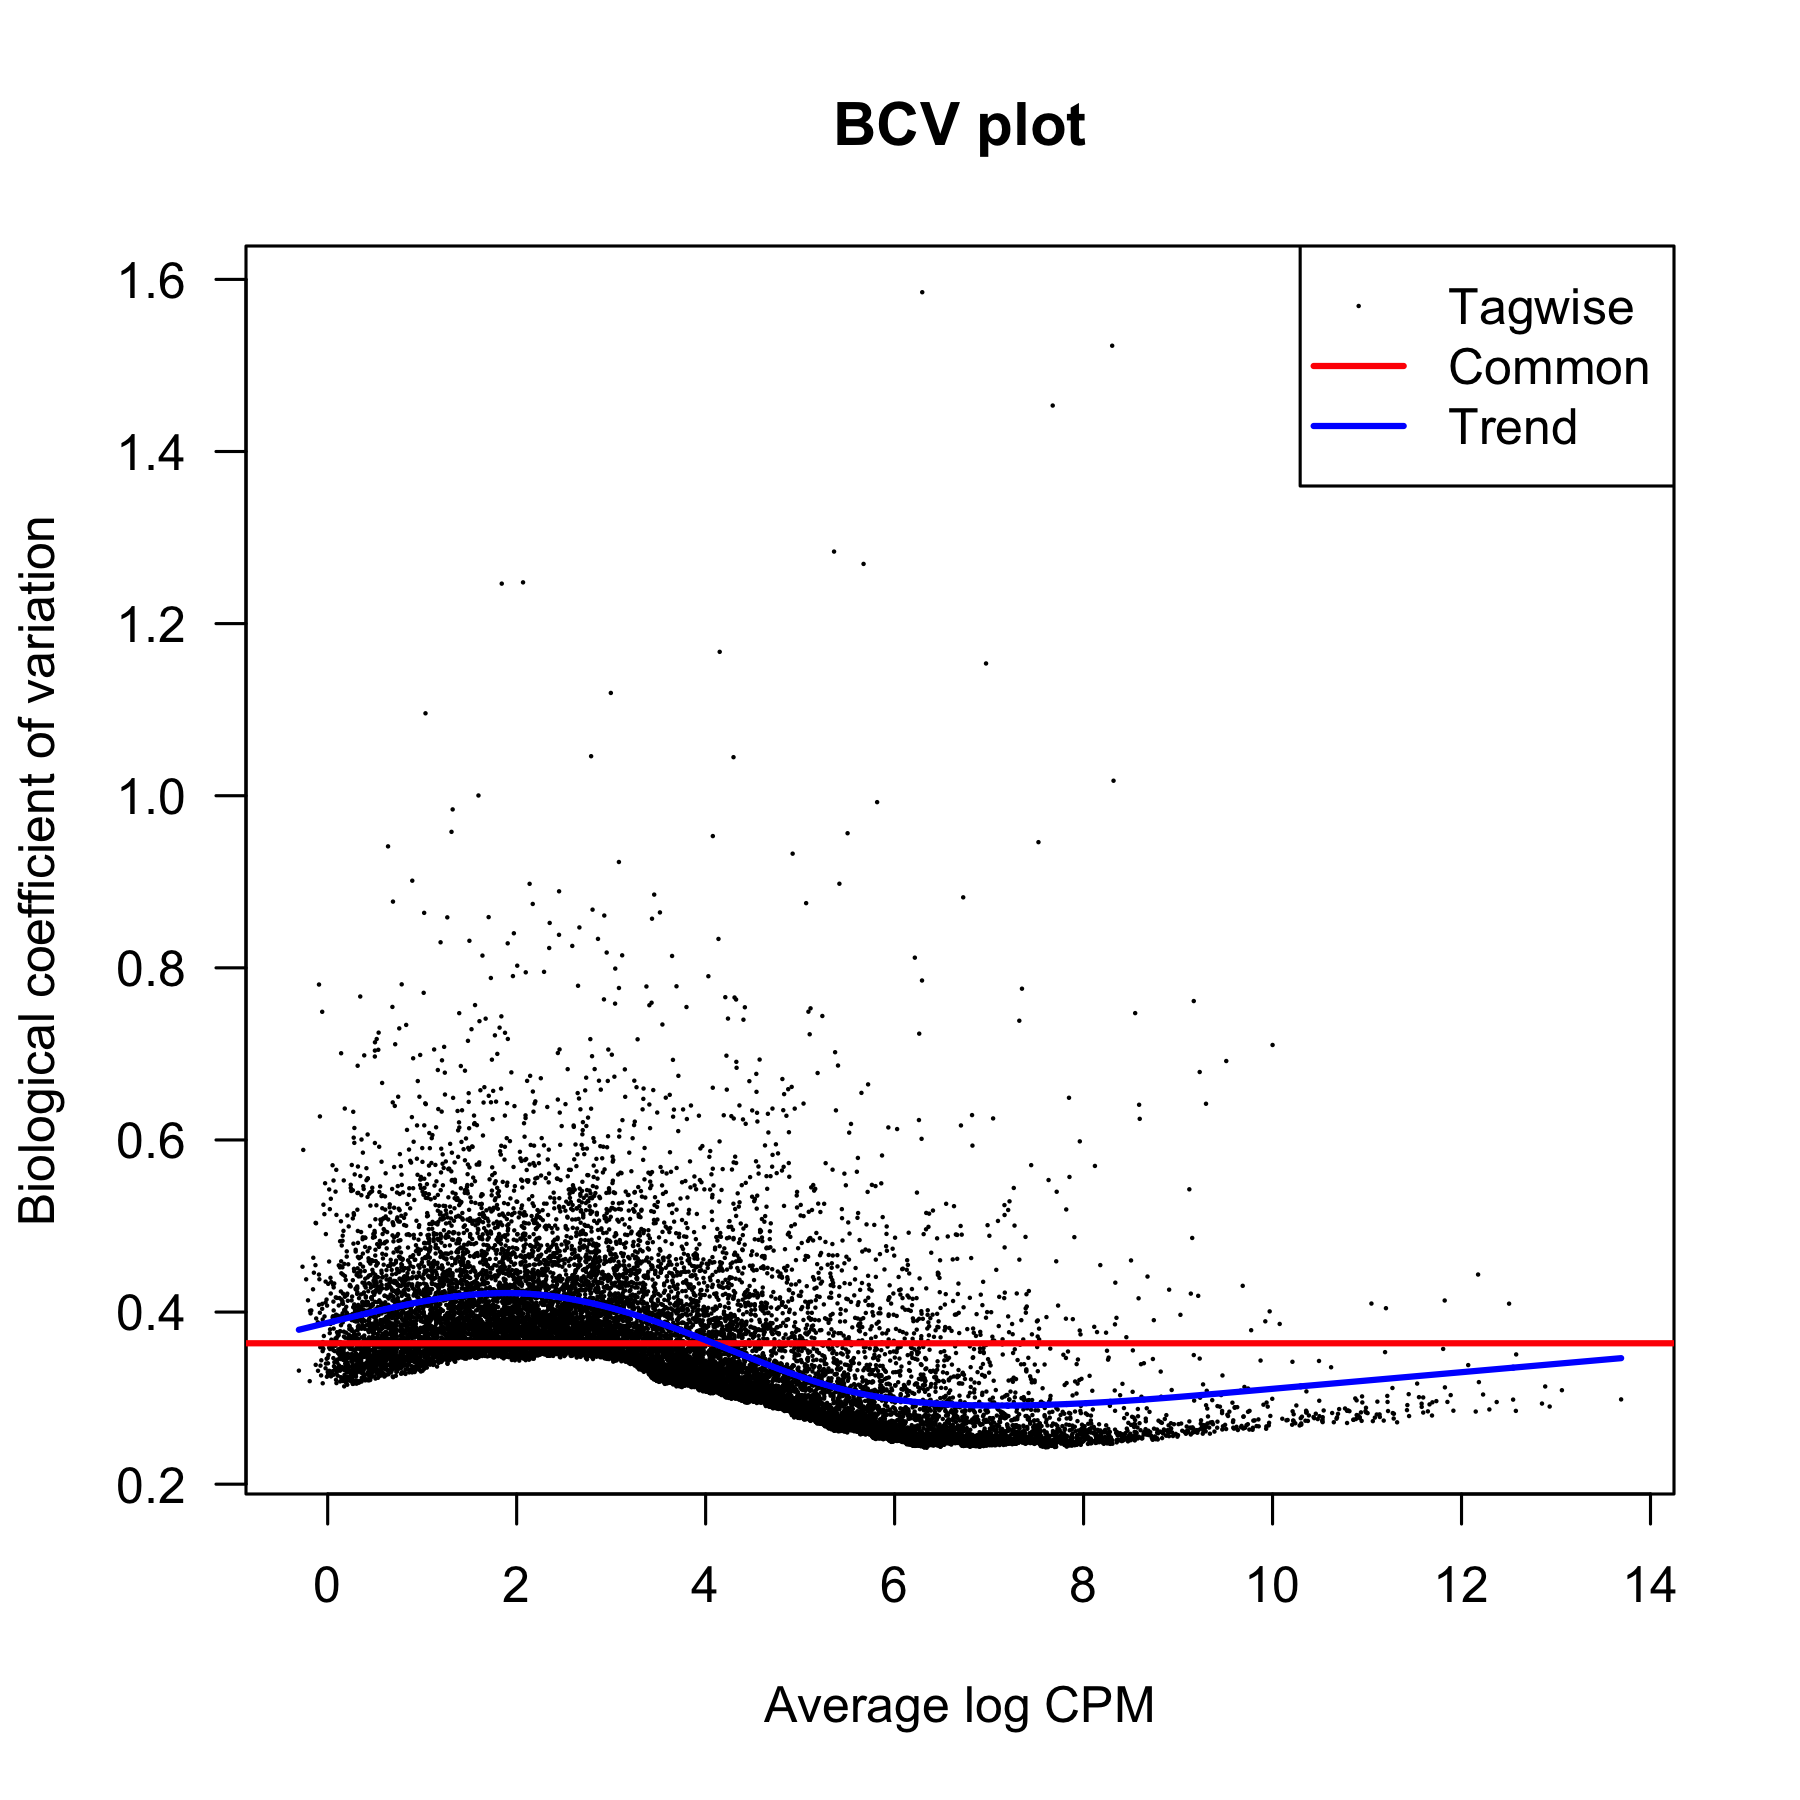 BCV plot
Tagwise
Common
Trend
Biological coefficient of variation
1.6
1.4
1.2
1.0
0.8
0.6
0.4
0.2
0 2 4 6 8 10 12 14
Average log CPM